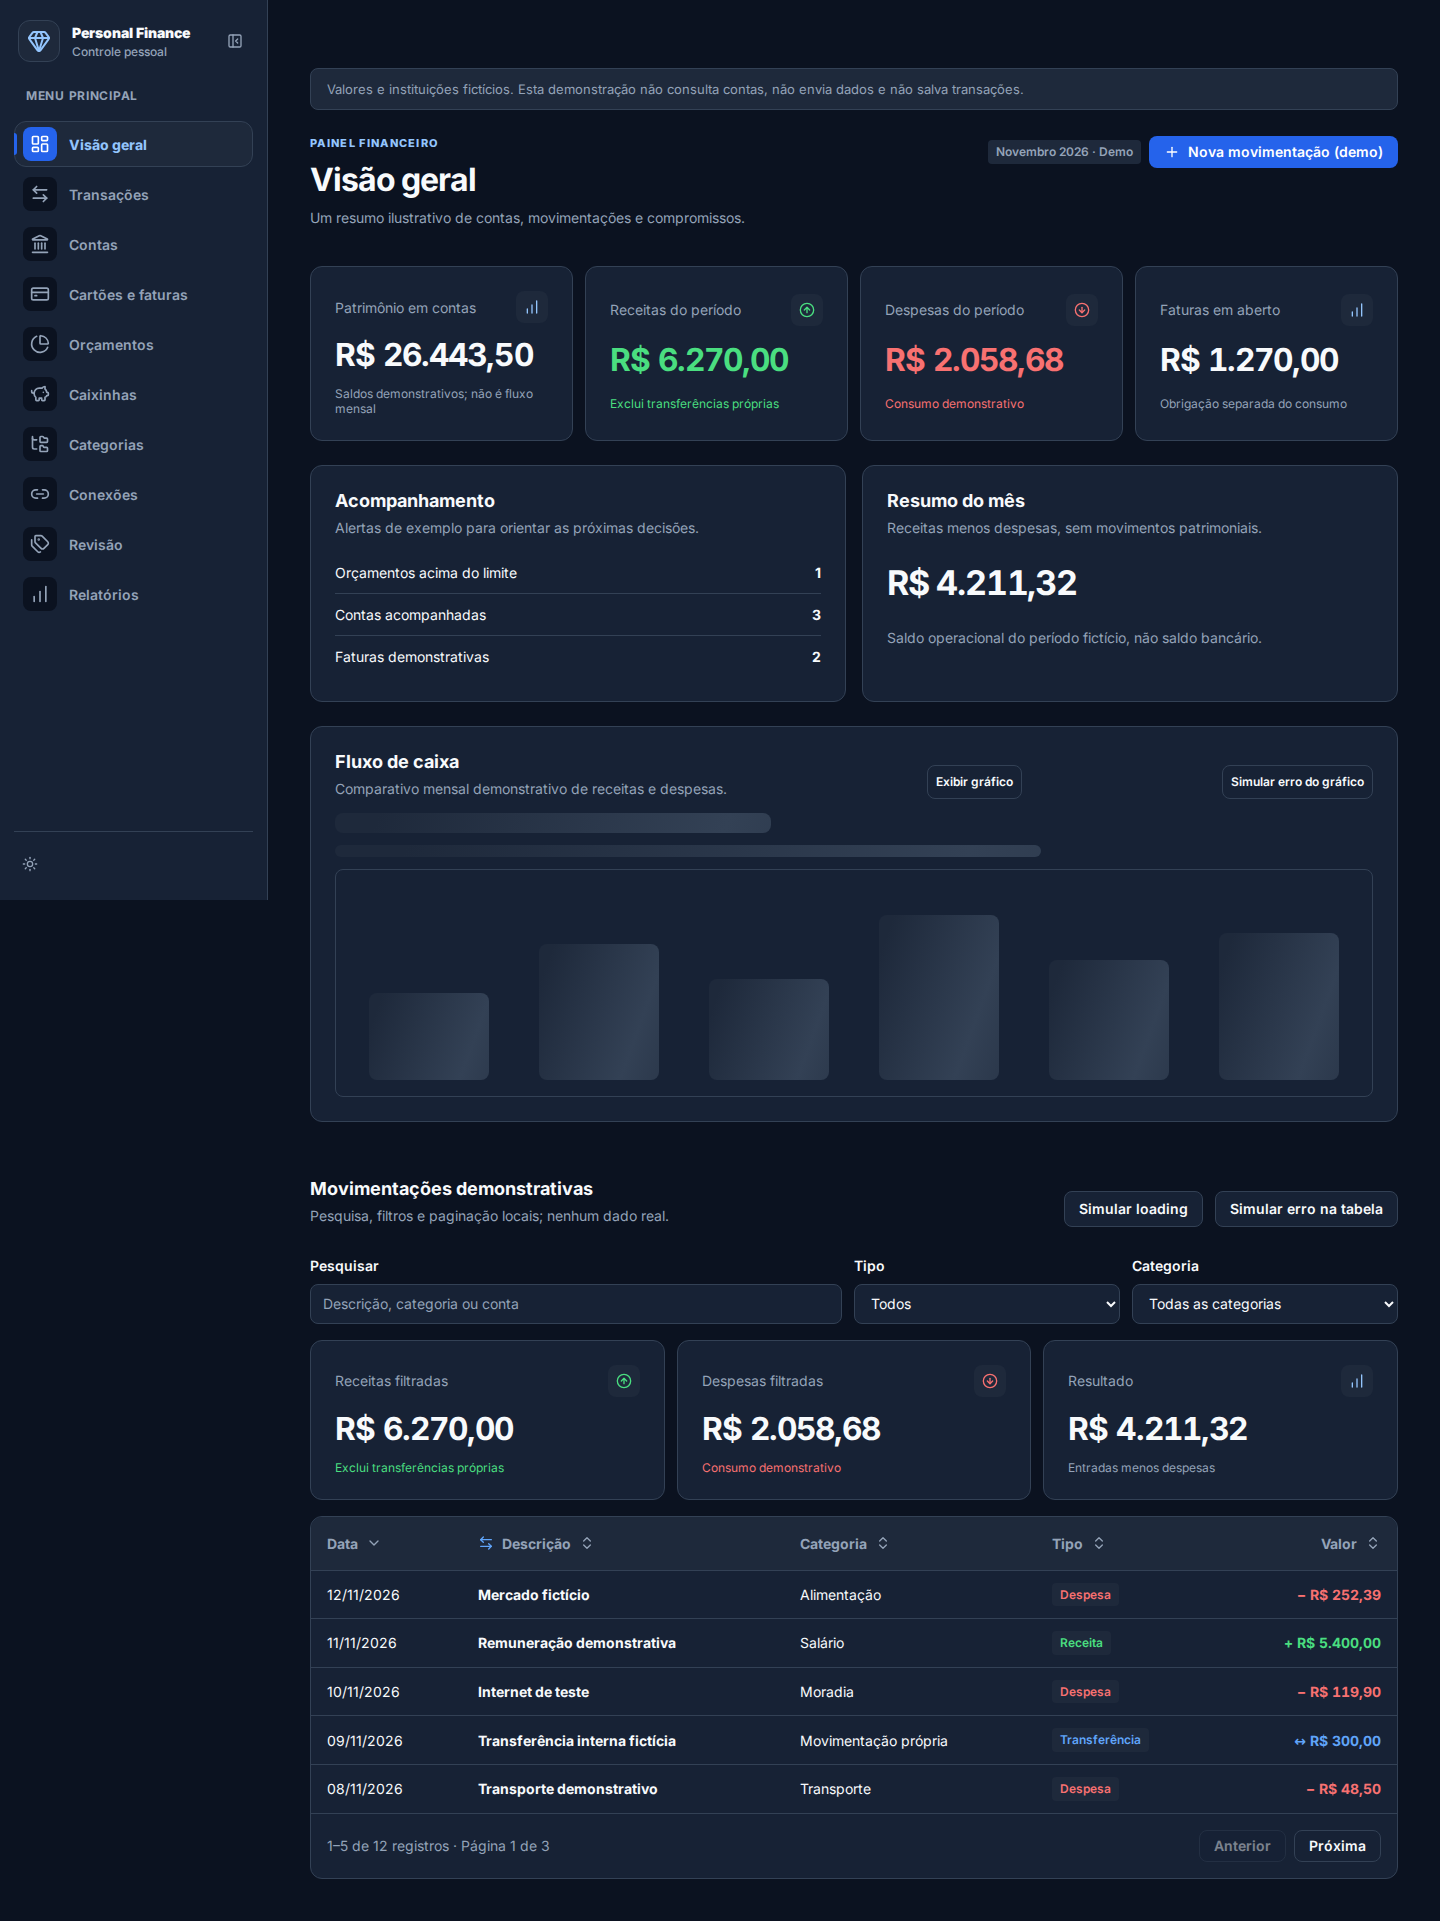 Personal Finance
Controle pessoal
MENU PRINCIPAL
Visão geral
Transações
Contas
Cartões e faturas
Orçamentos
Caixinhas
Categorias
Conexões
Revisão
Relatórios
Valores e instituições fictícios. Esta demonstração não consulta contas, não envia dados e não salva transações.
PAINEL FINANCEIRO
Visão geral
Um resumo ilustrativo de contas, movimentações e compromissos.
Novembro 2026 · Demo
Nova movimentação (demo)
Patrimônio em contas
R$ 26.443,50
Saldos demonstrativos; não é fluxo
mensal
Receitas do período
R$ 6.270,00
Exclui transferências próprias
Despesas do período
R$ 2.058,68
Consumo demonstrativo
Faturas em aberto
R$ 1.270,00
Obrigação separada do consumo
Acompanhamento
Alertas de exemplo para orientar as próximas decisões.
Orçamentos acima do limite 1
Contas acompanhadas 3
Faturas demonstrativas 2
Resumo do mês
Receitas menos despesas, sem movimentos patrimoniais.
R$ 4.211,32
Saldo operacional do período fictício, não saldo bancário.
Fluxo de caixa
Comparativo mensal demonstrativo de receitas e despesas.
Exibir gráfico
Simular erro do gráfico
Movimentações demonstrativas
Pesquisa, filtros e paginação locais; nenhum dado real.
Simular loading
Simular erro na tabela
Pesquisar
Descrição, categoria ou conta
Tipo
Todos
Categoria
Todas as categorias
Receitas filtradas
R$ 6.270,00
Exclui transferências próprias
Despesas filtradas
R$ 2.058,68
Consumo demonstrativo
Resultado
R$ 4.211,32
Entradas menos despesas
Data Descrição Categoria Tipo Valor
12/11/2026 Mercado fictício Alimentação Despesa − R$ 252,39
11/11/2026 Remuneração demonstrativa Salário Receita + R$ 5.400,00
10/11/2026 Internet de teste Moradia Despesa − R$ 119,90
09/11/2026 Transferência interna fictícia Movimentação própria Transferência ↔ R$ 300,00
08/11/2026 Transporte demonstrativo Transporte Despesa − R$ 48,50
1–5 de 12 registros · Página 1 de 3
Anterior
Próxima